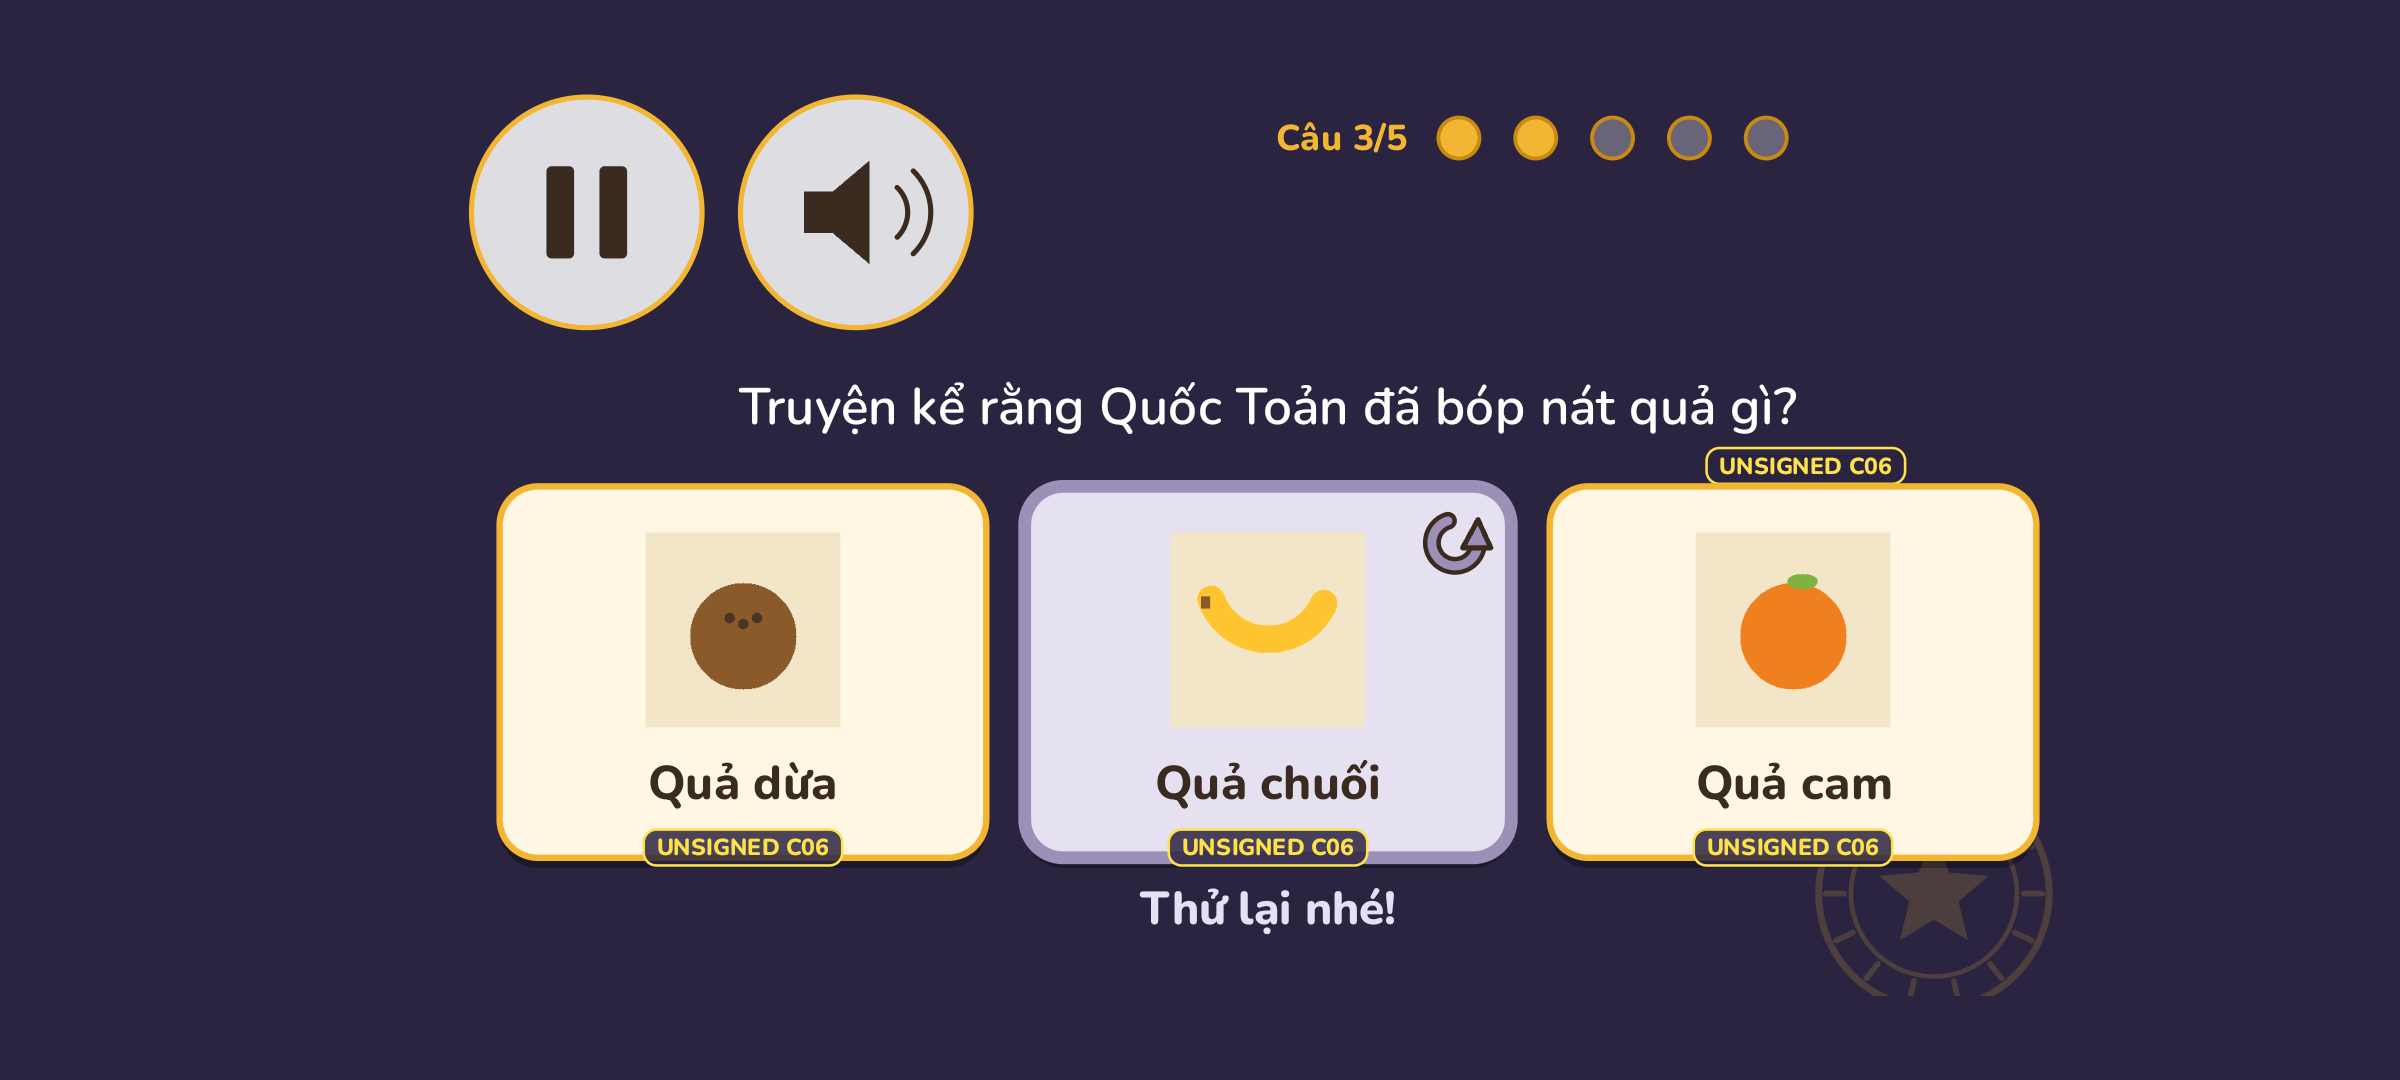 Câu 3/5
Truyện kể rằng Quốc Toản đã bóp nát quả gì?
UNSIGNED C06
Quả dừa
Quả chuối
Quả cam
UNSIGNED C06
UNSIGNED C06
UNSIGNED C06
Thử lại nhé!